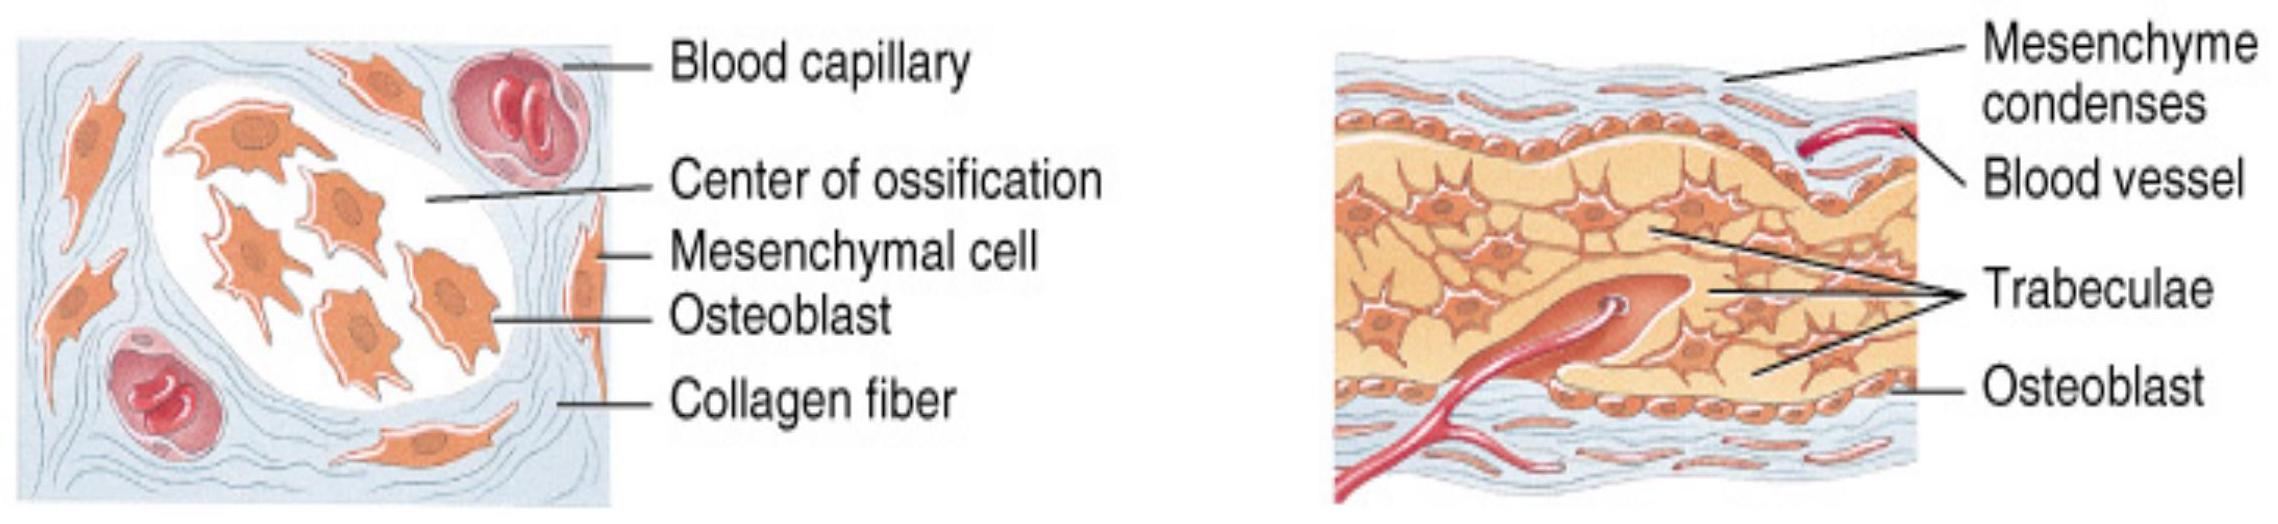 Blood capillary
Center of ossification
Mesenchymal cell
Osteoblast
Collagen fiber
Mesenchyme
condenses
Blood vessel
Trabeculae
Osteoblast